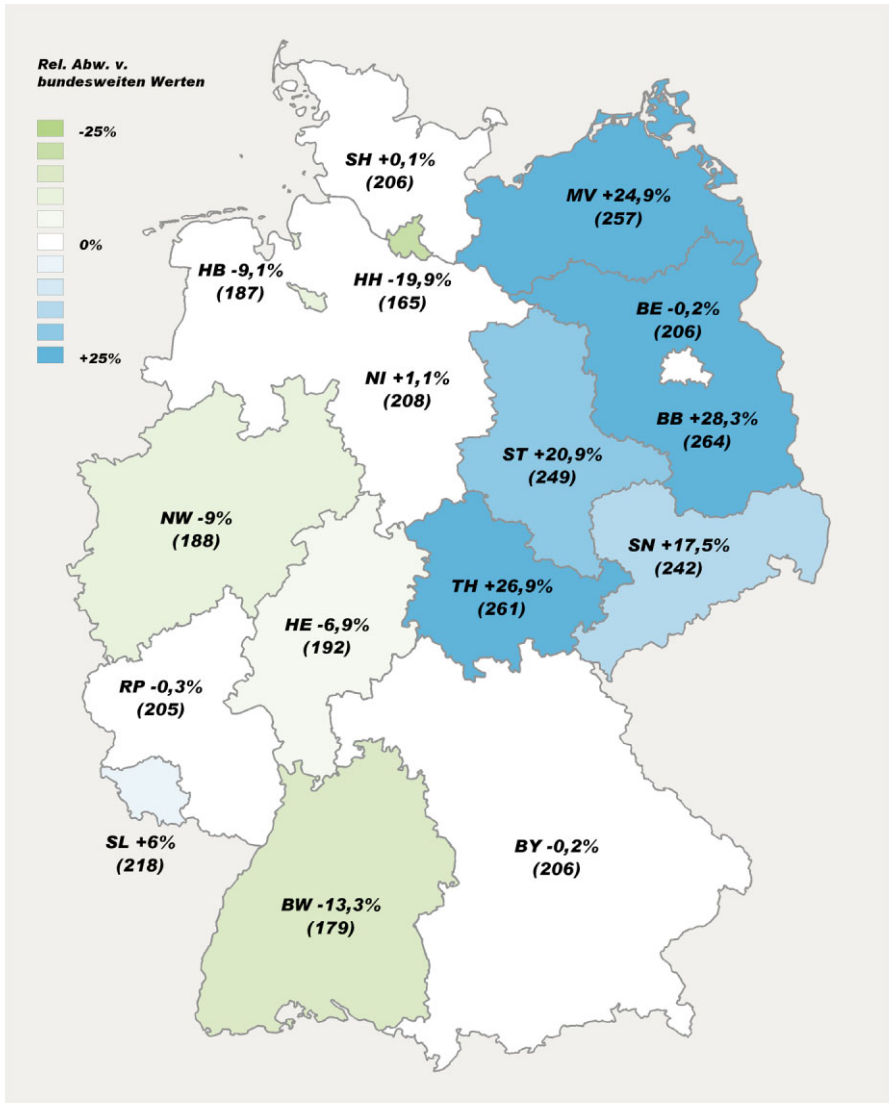 Rel. Abw. v.
bundesweiten Werten
-25%
0%
+25%
SH +0,1%
(206)
MV +24,9%
(257)
HB -9,1%
(187)
HH -19,9%
(165)
BE -0,2%
(206)
NI +1,1%
(208)
BB +28,3%
(264)
ST +20,9%
(249)
NW -9%
(188)
SN +17,5%
(242)
TH +26,9%
(261)
HE -6,9%
(192)
RP -0,3%
(205)
SL +6%
(218)
BY -0,2%
(206)
BW -13,3%
(179)